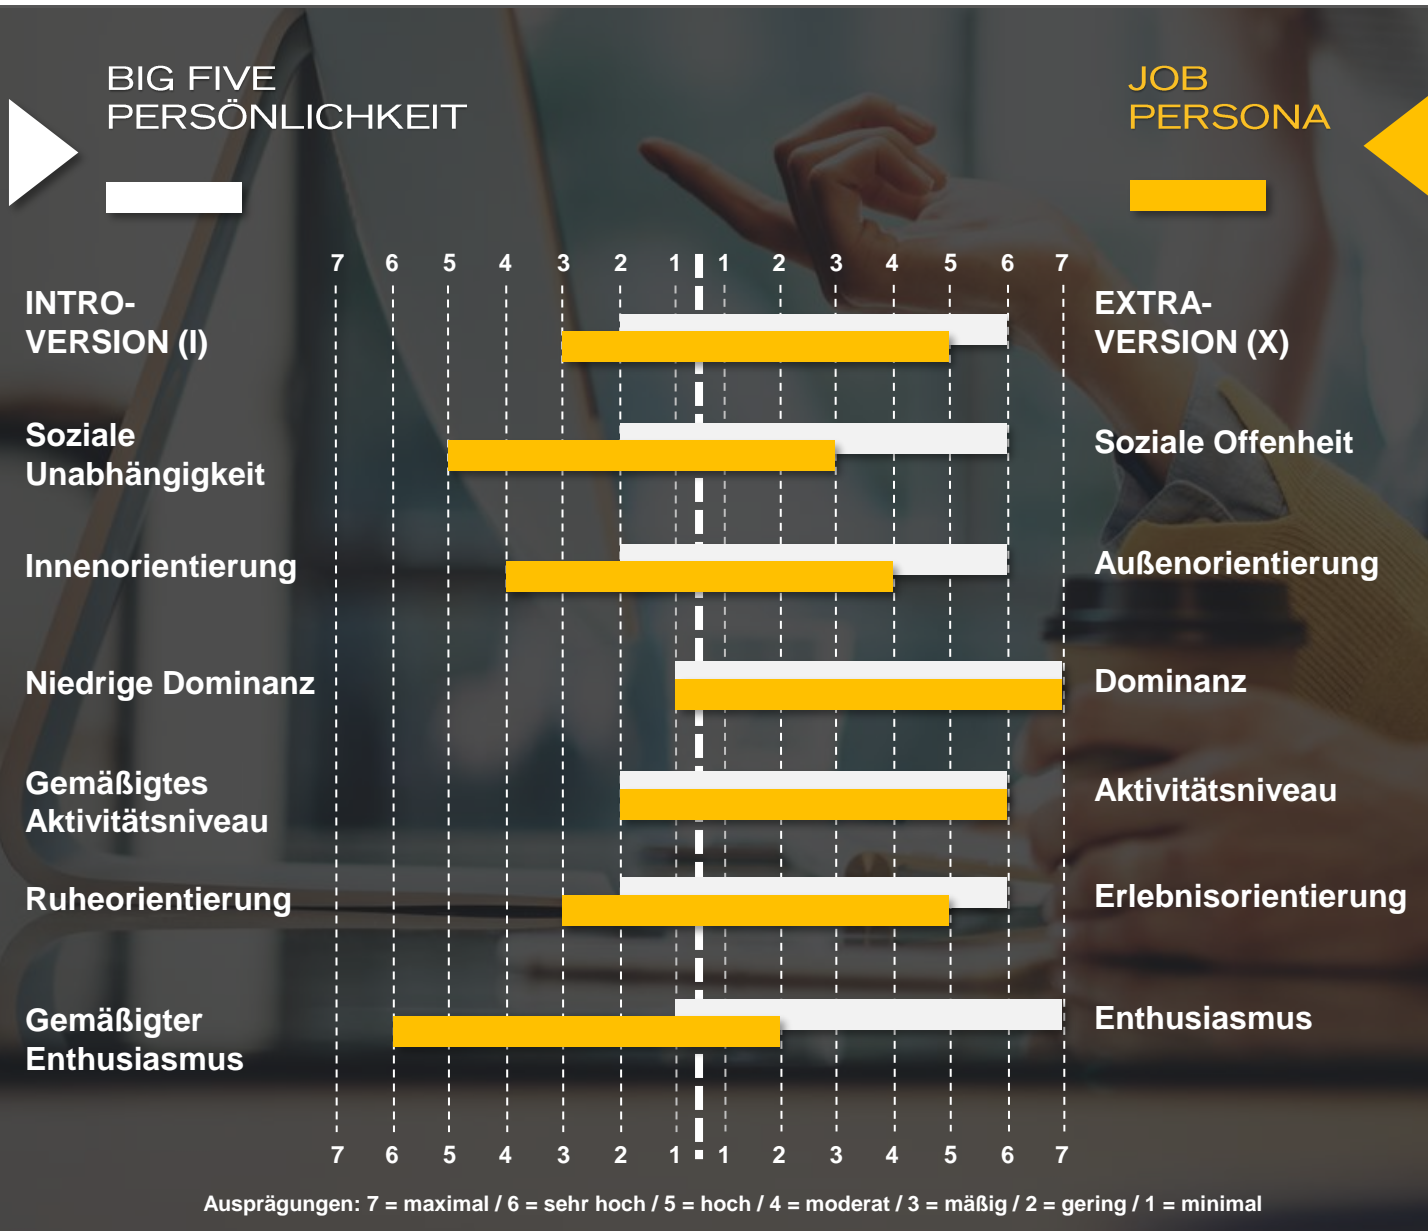 BIG FIVE
PERSÖNLICHKEIT
JOB
PERSONA
7 6 5 4 3 2 1 1 2 3 4 5 6 7
INTRO-
VERSION (I)
EXTRA-
VERSION (X)
Soziale
Unabhängigkeit
Soziale Offenheit
Innenorientierung
Außenorientierung
Niedrige Dominanz
Dominanz
Gemäßigtes
Aktivitätsniveau
Aktivitätsniveau
Ruheorientierung
Erlebnisorientierung
Gemäßigter
Enthusiasmus
Enthusiasmus
7 6 5 4 3 2 1 1 2 3 4 5 6 7
Ausprägungen: 7 = maximal / 6 = sehr hoch / 5 = hoch / 4 = moderat / 3 = mäßig / 2 = gering / 1 = minimal